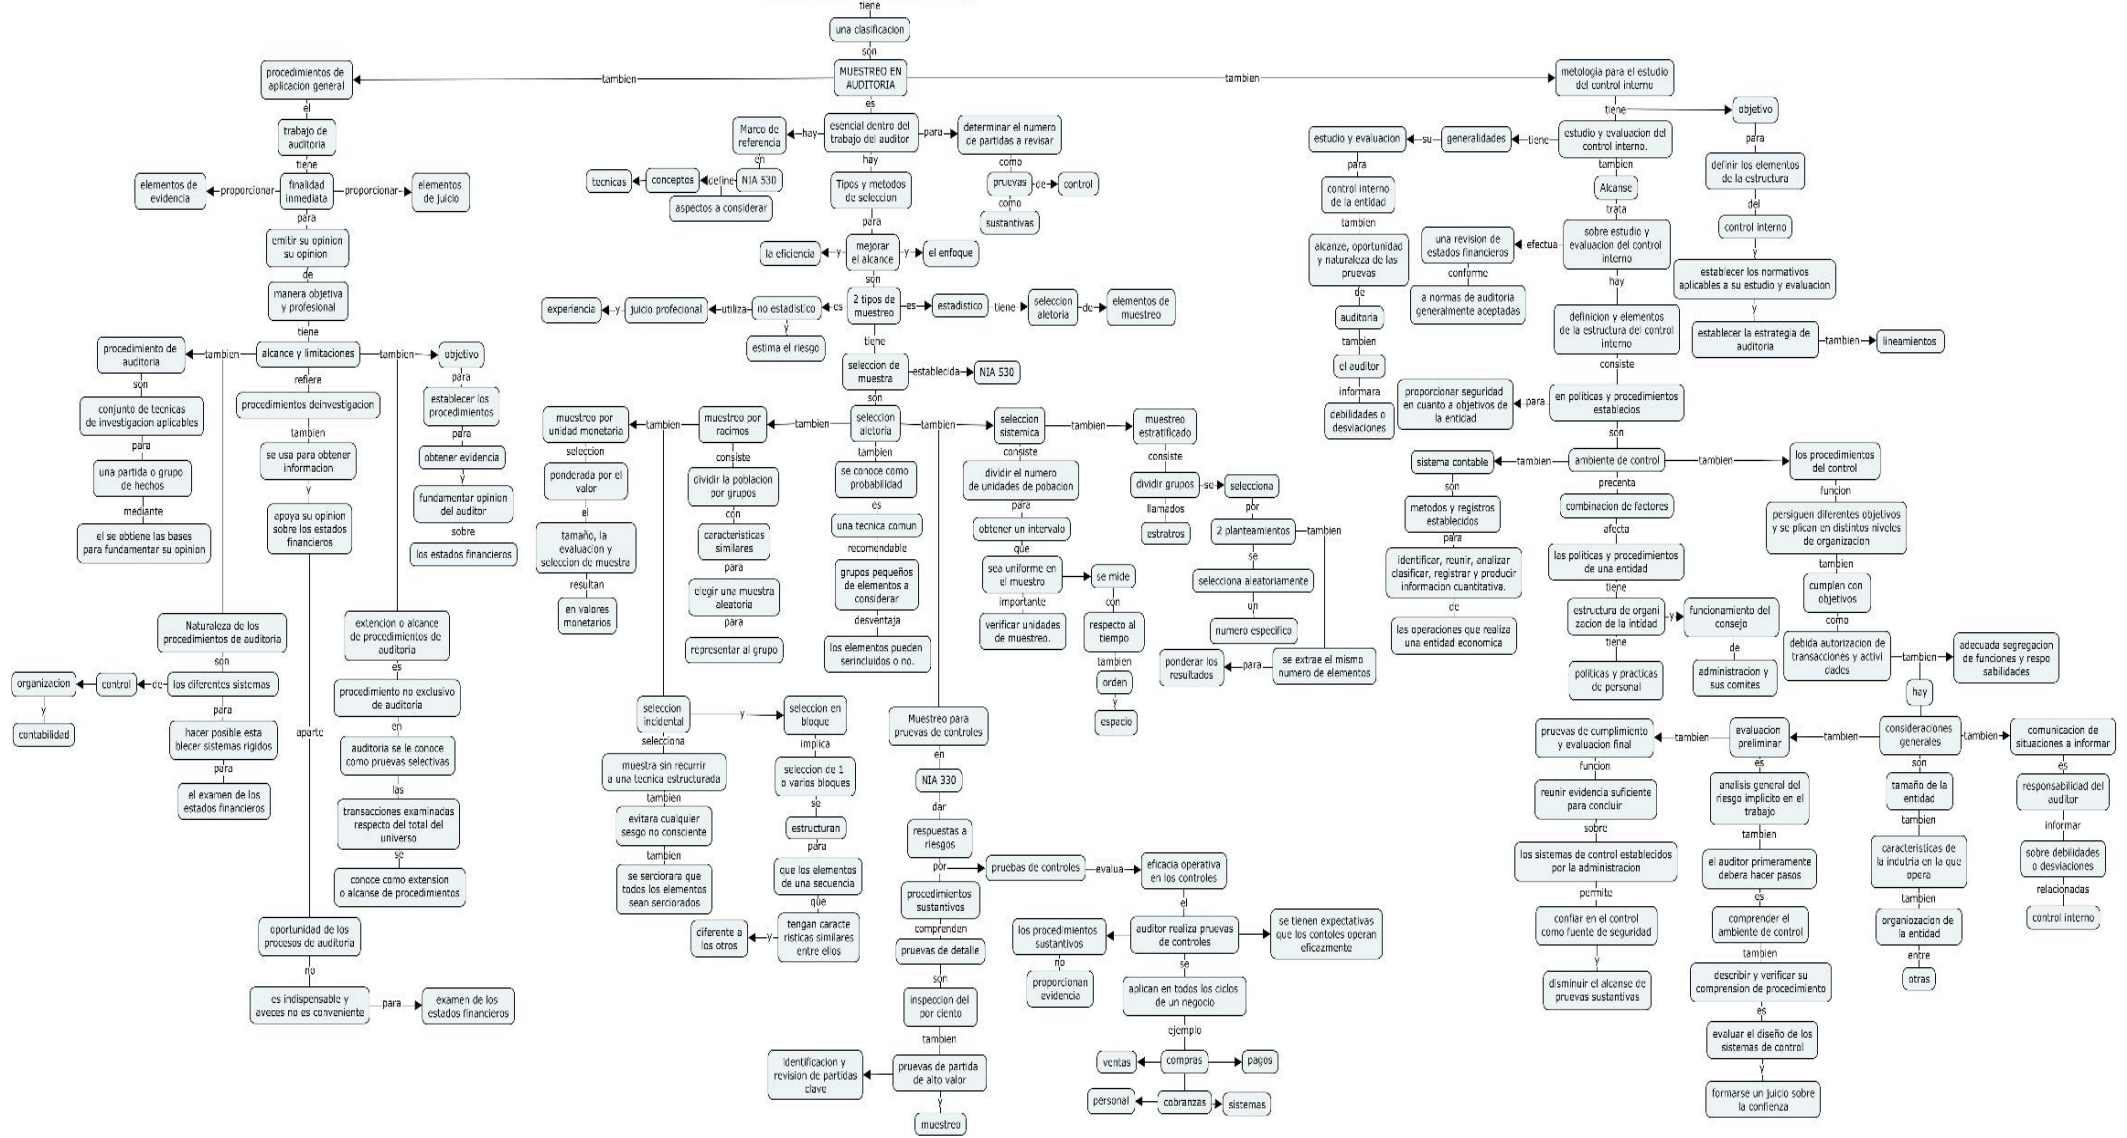 tiene
una clasificacion
son
MUESTREO EN
AUDITORIA
tambien
tambien
procedimientos de
aplicacion general
el
trabajo de
auditoria
tiene
finalidad
inmediata
proporcionar
elementos de
evidencia
proporcionar
elementos
de juicio
para
emitir su opinion
su opinion
de
manera objetiva
y profesional
tiene
alcance y limitaciones
tambien
procedimiento de
auditoria
son
conjunto de tecnicas
de investigacion aplicables
para
una partida o grupo
de hechos
mediante
el se obtiene las bases
para fundamentar su opinion
refiere
procedimientos deinvestigacion
tambien
se usa para obtener
informacion
y
apoya su opinion
sobre los estados
financieros
tambien
objetivo
para
establecer los
procedimientos
para
obtener evidencia
y
fundamentar opinion
del auditor
sobre
los estados financieros
Naturaleza de los
procedimientos de auditoria
son
los diferentes sistemas
de
control
organizacion
y
contabilidad
para
hacer posible esta
blecer sistemas rigidos
para
el examen de los
estados financieros
extencion o alcance
de procedimientos de
auditoria
es
procedimiento no exclusivo
de auditoria
en
auditoria se le conoce
como pruevas selectivas
las
transacciones examinadas
respecto del total del
universo
se
conoce como extension
o alcanse de procedimientos
aparte
oportunidad de los
procesos de auditoria
no
es indispensable y
aveces no es conveniente
para
examen de los
estados financieros
es
esencial dentro del
trabajo del auditor
hay
Marco de
referencia
en
NIA 530
define
conceptos
tecnicas
aspectos a considerar
para
determinar el numero
de partidas a revisar
como
pruevas
de
control
como
sustantivas
hay
Tipos y metodos
de seleccion
para
mejorar
el alcance
y
la eficiencia
y
el enfoque
son
2 tipos de
muestreo
es
no estadistico
utiliza
juicio profecional
y
experiencia
y
estima el riesgo
es
estadistico
tiene
seleccion
aletoria
de
elementos de
muestreo
tiene
seleccion de
muestra
establecida
NIA 530
son
seleccion
aletoria
tambien
muestreo por
racimos
tambien
muestreo por
unidad monetaria
seleccion
ponderada por el
valor
el
tamaño, la
evaluacion y
seleccion de muestra
resultan
en valores
monetarios
consiste
dividir la poblacion
por grupos
con
caracteristicas
similares
para
elegir una muestra
aleatoria
para
representar al grupo
tambien
se conoce como
probabilidad
es
una tecnica comun
recomendable
grupos pequeños
de elementos a
considerar
desventaja
los elementos pueden
serincluidos o no.
tambien
seleccion
sistemica
consiste
dividir el numero
de unidades de pobacion
para
obtener un intervalo
que
sea uniforme en
el muestro
importante
verificar unidades
de muestreo.
se mide
con
respecto al
tiempo
tambien
orden
y
espacio
tambien
muestreo
estratificado
consiste
dividir grupos
llamados
estratros
se
selecciona
por
2 planteamientos
tambien
se
selecciona aleatoriamente
un
numero especifico
se extrae el mismo
numero de elementos
para
ponderar los
resultados
seleccion
incidental
y
seleccion en
bloque
selecciona
muestra sin recurrir
a una tecnica estructurada
tambien
evitara cualquier
sesgo no consciente
tambien
se serciorara que
todos los elementos
sean serciorados
implica
seleccion de 1
o varios bloques
se
estructuran
para
que los elementos
de una secuencia
que
tengan caracte
risticas similares
entre ellos
y
diferente a
los otros
Muestreo para
pruevas de controles
en
NIA 330
dar
respuestas a
riesgos
por
procedimientos
sustantivos
comprenden
pruevas de detalle
son
inspeccion del
por ciento
tambien
pruevas de partida
de alto valor
identificacion y
revision de partidas
clave
y
muestreo
pruebas de controles
evalua
eficacia operativa
en los controles
el
auditor realiza pruevas
de controles
los procedimientos
sustantivos
no
proporcionan
evidencia
se tienen expectativas
que los contoles operan
eficazmente
se
aplican en todos los ciclos
de un negocio
ejemplo
compras
ventas
pagos
cobranzas
personal
sistemas
metologia para el estudio
del control interno
tiene
objetivo
para
definir los elementos
de la estructura
del
control interno
y
establecer los normativos
aplicables a su estudio y evaluacion
y
establecer la estrategia de
auditoria
tambien
lineamientos
estudio y evaluacion del
control interno.
tiene
generalidades
su
estudio y evaluacion
para
control interno
de la entidad
tambien
alcanze, oportunidad
y naturaleza de las
pruevas
de
auditoria
tambien
el auditor
informara
debilidades o
desviaciones
tambien
Alcanse
trata
sobre estudio y
evaluacion del control
interno
efectua
una revision de
estados financieros
conforme
a normas de auditoria
generalmente aceptadas
hay
definicion y elementos
de la estructura del control
interno
consiste
en politicas y procedimientos
establecios
para
proporcionar seguridad
en cuanto a objetivos de
la entidad
son
ambiente de control
tambien
sistema contable
son
metodos y registros
establecidos
para
identificar, reunir, analizar
clasificar, registrar y producir
informacion cuantitativa.
de
las operaciones que realiza
una entidad economica
precenta
combinacion de factores
afecta
las politicas y procedimientos
de una entidad
tiene
estructura de organi
zacion de la intidad
y
funcionamiento del
consejo
de
administracion y
sus comites
tiene
politicas y practicas
de personal
tambien
los procedimientos
del control
funcion
persiguen diferentes objetivos
y se plican en distintos niveles
de organizacion
tambien
cumplen con
objetivos
como
debida autorizacion de
transacciones y activi
dades
tambien
adecuada segregacion
de funciones y respo
sabilidades
hay
consideraciones
generales
tambien
evaluacion
preliminar
tambien
pruevas de cumplimiento
y evaluacion final
funcion
reunir evidencia suficiente
para concluir
sobre
los sistemas de control establecidos
por la administracion
permite
confiar en el control
como fuente de seguridad
y
disminuir el alcanse de
pruevas sustantivas
es
analisis general del
riesgo implicito en el
trabajo
tambien
el auditor primeramente
debera hacer pasos
es
comprender el
ambiente de control
tambien
describir y verificar su
comprension de procedimiento
es
evaluar el diseño de los
sistemas de control
y
formarse un juicio sobre
la confienza
son
tamaño de la
entidad
tambien
caracteristicas de
la indutria en la que
opera
tambien
organiozacion de
la entidad
entre
otras
tambien
comunicacion de
situaciones a informar
es
responsabilidad del
auditor
informar
sobre debilidades
o desviaciones
relacionadas
control interno